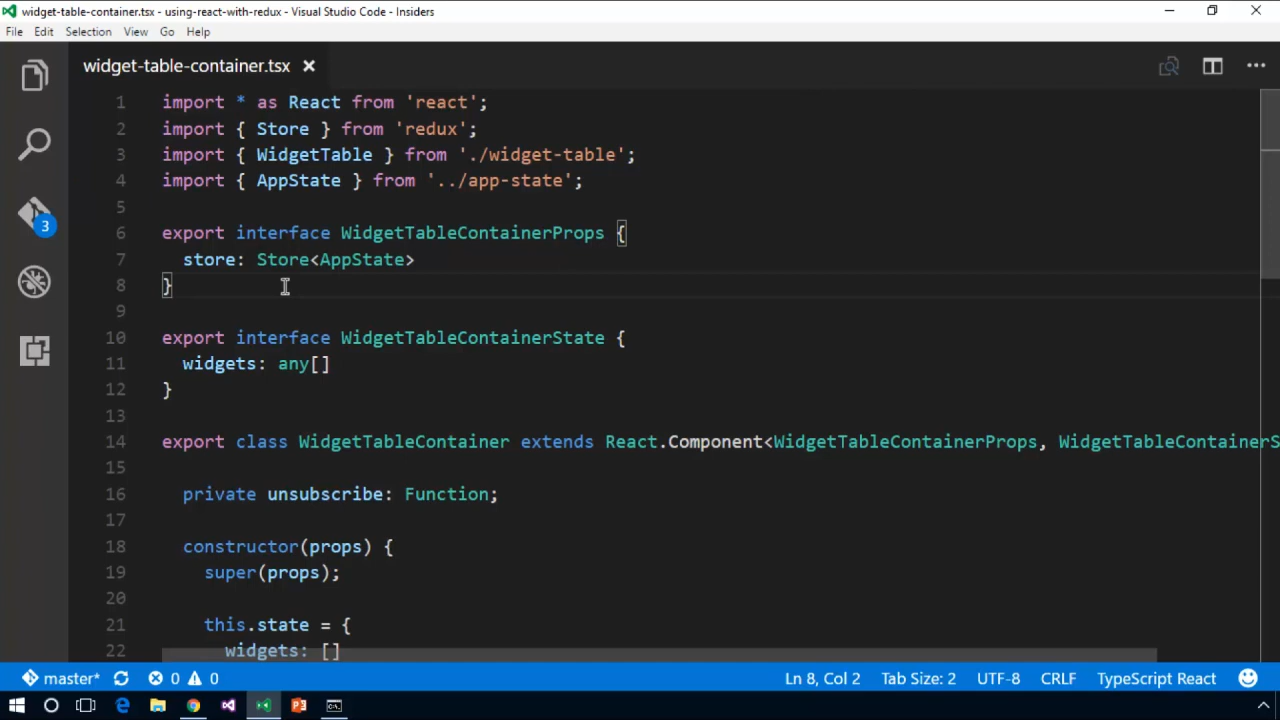 widget-table-container.tsx - using-react-with-redux - Visual Studio Code - Insiders
File Edit Selection View Go Help
widget-table-container.tsx
1 import * as React from 'react';
2 import { Store } from 'redux';
3 import { WidgetTable } from './widget-table';
4 import { AppState } from '../app-state';
5
6 export interface WidgetTableContainerProps {
7 store: Store<AppState>
8 }
9
10 export interface WidgetTableContainerState {
11 widgets: any[]
12 }
13
14 export class WidgetTableContainer extends React.Component<WidgetTableContainerProps, WidgetTableContainerS
15
16 private unsubscribe: Function;
17
18 constructor(props) {
19 super(props);
20
21 this.state = {
22 widgets: []
3
master* 0 0 Ln 8, Col 2 Tab Size: 2 UTF-8 CRLF TypeScript React